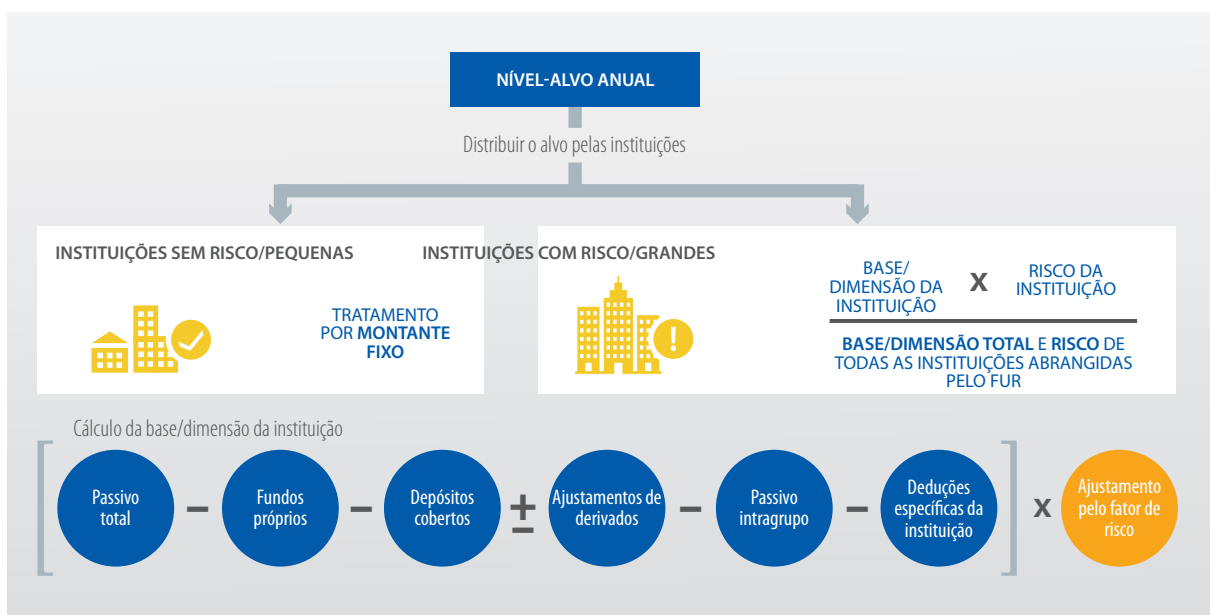 NÍVEL-ALVO ANUAL
Distribuir o alvo pelas instituições
INSTITUIÇÕES SEM RISCO/PEQUENAS
TRATAMENTO
POR MONTANTE
FIXO
INSTITUIÇÕES COM RISCO/GRANDES
!
BASE/
DIMENSÃO DA
INSTITUIÇÃO
X
RISCO DA
INSTITUIÇÃO
BASE/DIMENSÃO TOTAL E RISCO DE
TODAS AS INSTITUIÇÕES ABRANGIDAS
PELO FUR
Cálculo da base/dimensão da instituição
[
Passivo
total
–
Fundos
próprios
–
Depósitos
cobertos
±
Ajustamentos de
derivados
–
Passivo
intragrupo
–
Deduções
específicas da
instituição
]
x
Ajustamento
pelo fator de
risco